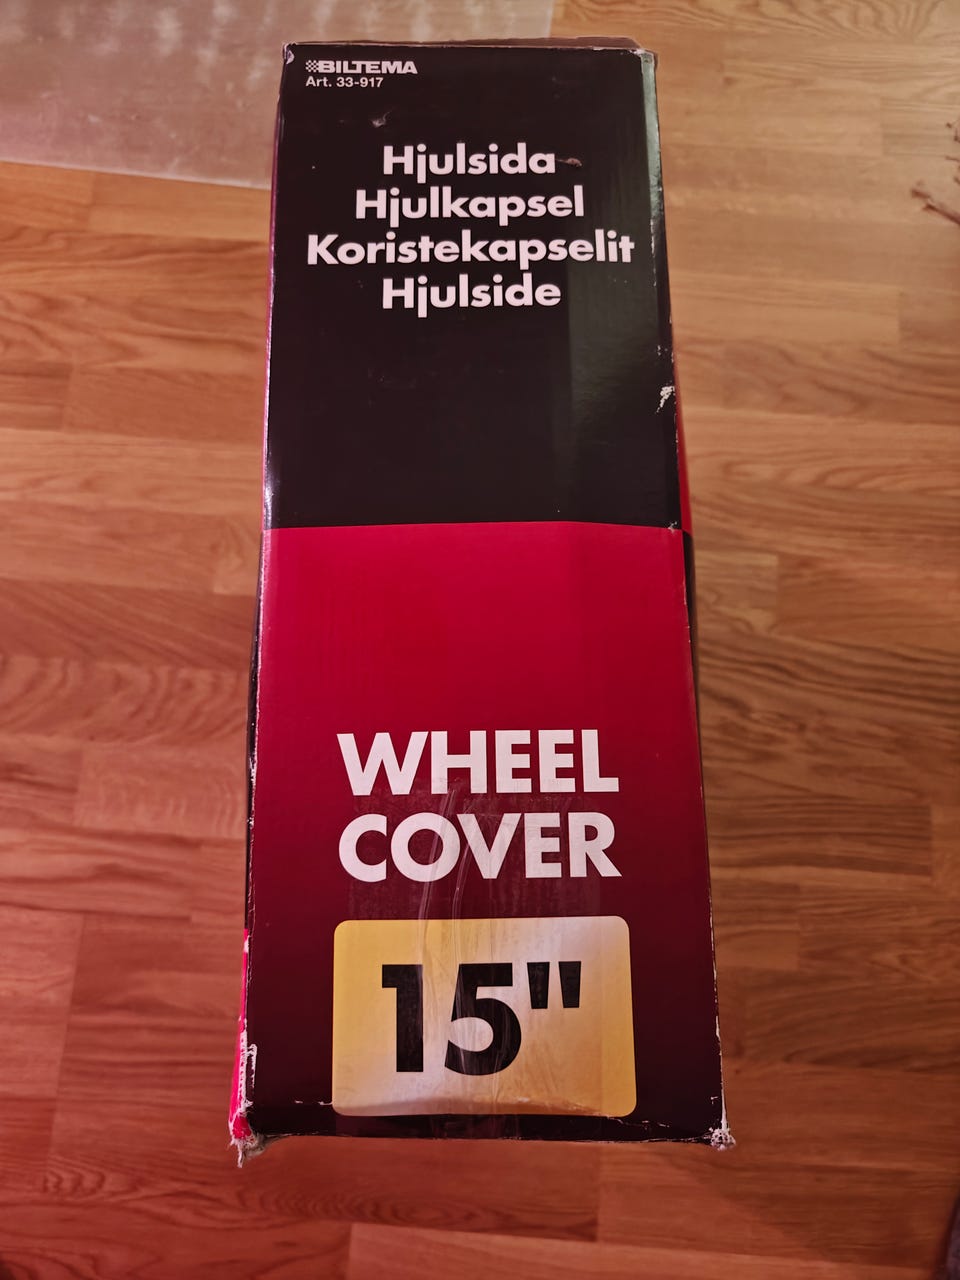 BILTEMA
Art. 33-917
Hjulsida
Hjulkapsel
Koristekapselit
Hjulside
WHEEL
COVER
15"